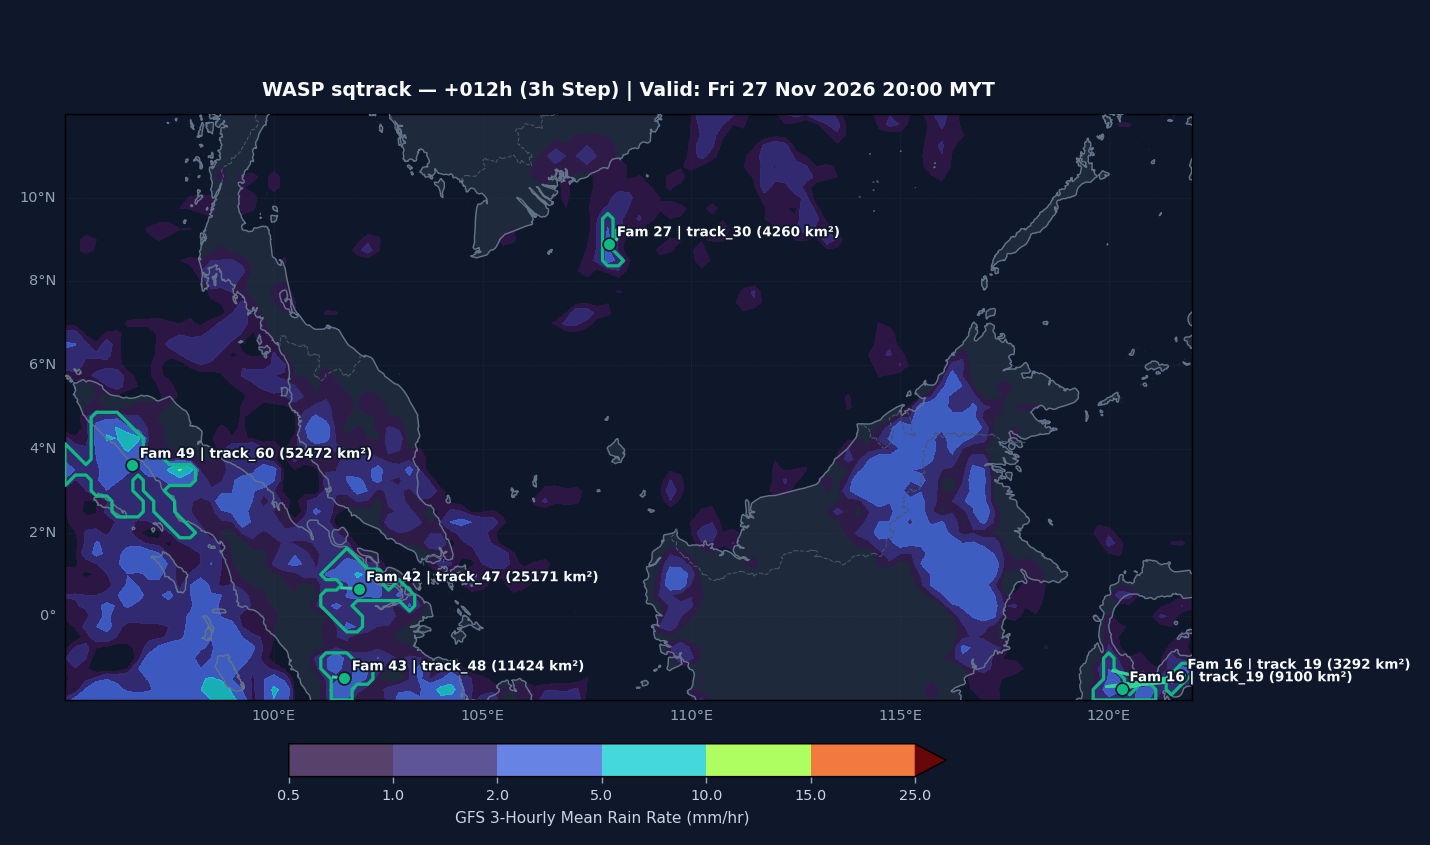 WASP sqtrack — +012h (3h Step) | Valid: Fri 27 Nov 2026 20:00 MYT
10°N
8°N
6°N
4°N
2°N
0°
Fam 27 | track_30 (4260 km²)
Fam 49 | track_60 (52472 km²)
Fam 42 | track_47 (25171 km²)
Fam 43 | track_48 (11424 km²)
Fam 16 | track_19 (3292 km²)
Fam 16 | track_19 (9100 km²)
100°E 105°E 110°E 115°E 120°E
0.5 1.0 2.0 5.0 10.0 15.0 25.0
GFS 3-Hourly Mean Rain Rate (mm/hr)